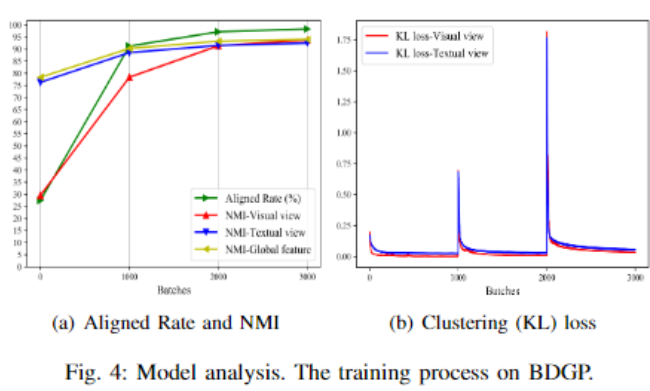 100
95
90
85
80
75
70
65
60
55
50
45
40
35
30
25
20
15
10
5
0
Aligned Rate (%)
NMI-Visual view
NMI-Textual view
NMI-Global feature
0 1000 2000 3000
Batches
(a) Aligned Rate and NMI
KL loss-Visual view
KL loss-Textual view
1.75
1.50
1.25
1.00
0.75
0.50
0.25
0.00
0 1000 2000 3000
Batches
(b) Clustering (KL) loss
Fig. 4: Model analysis. The training process on BDGP.